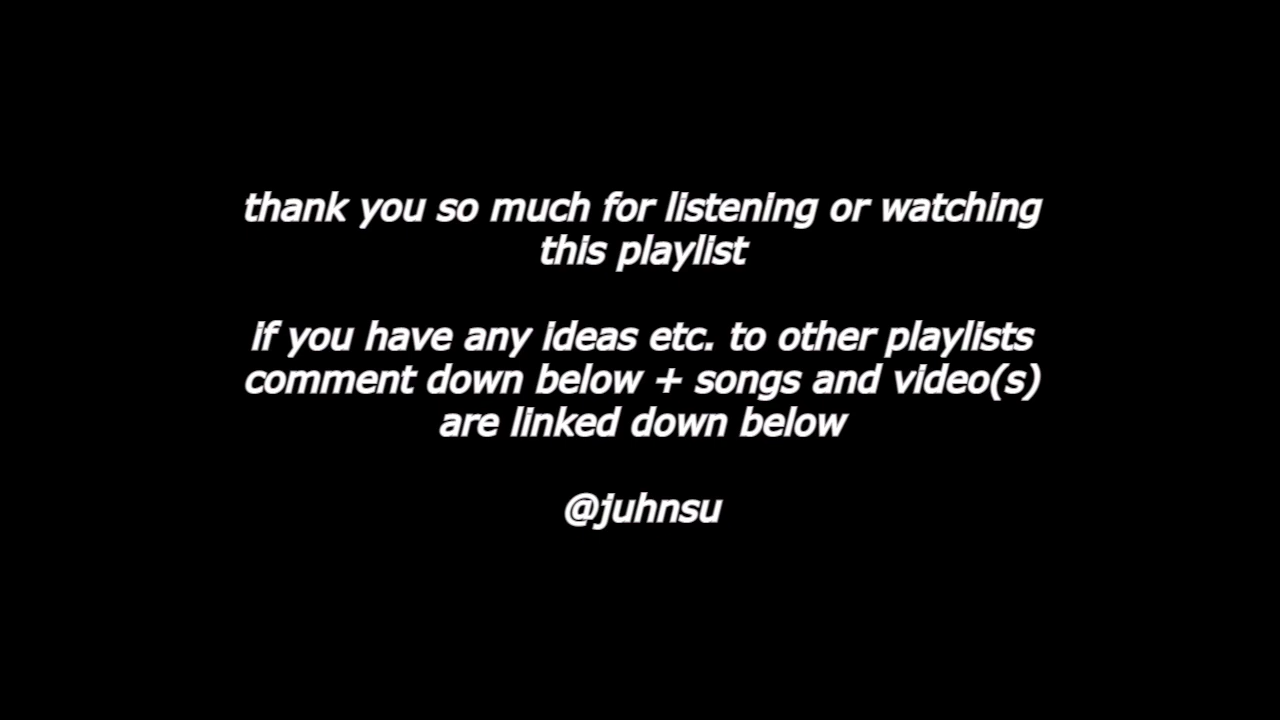 thank you so much for listening or watching
this playlist
if you have any ideas etc. to other playlists
comment down below + songs and video(s)
are linked down below
@juhnsu